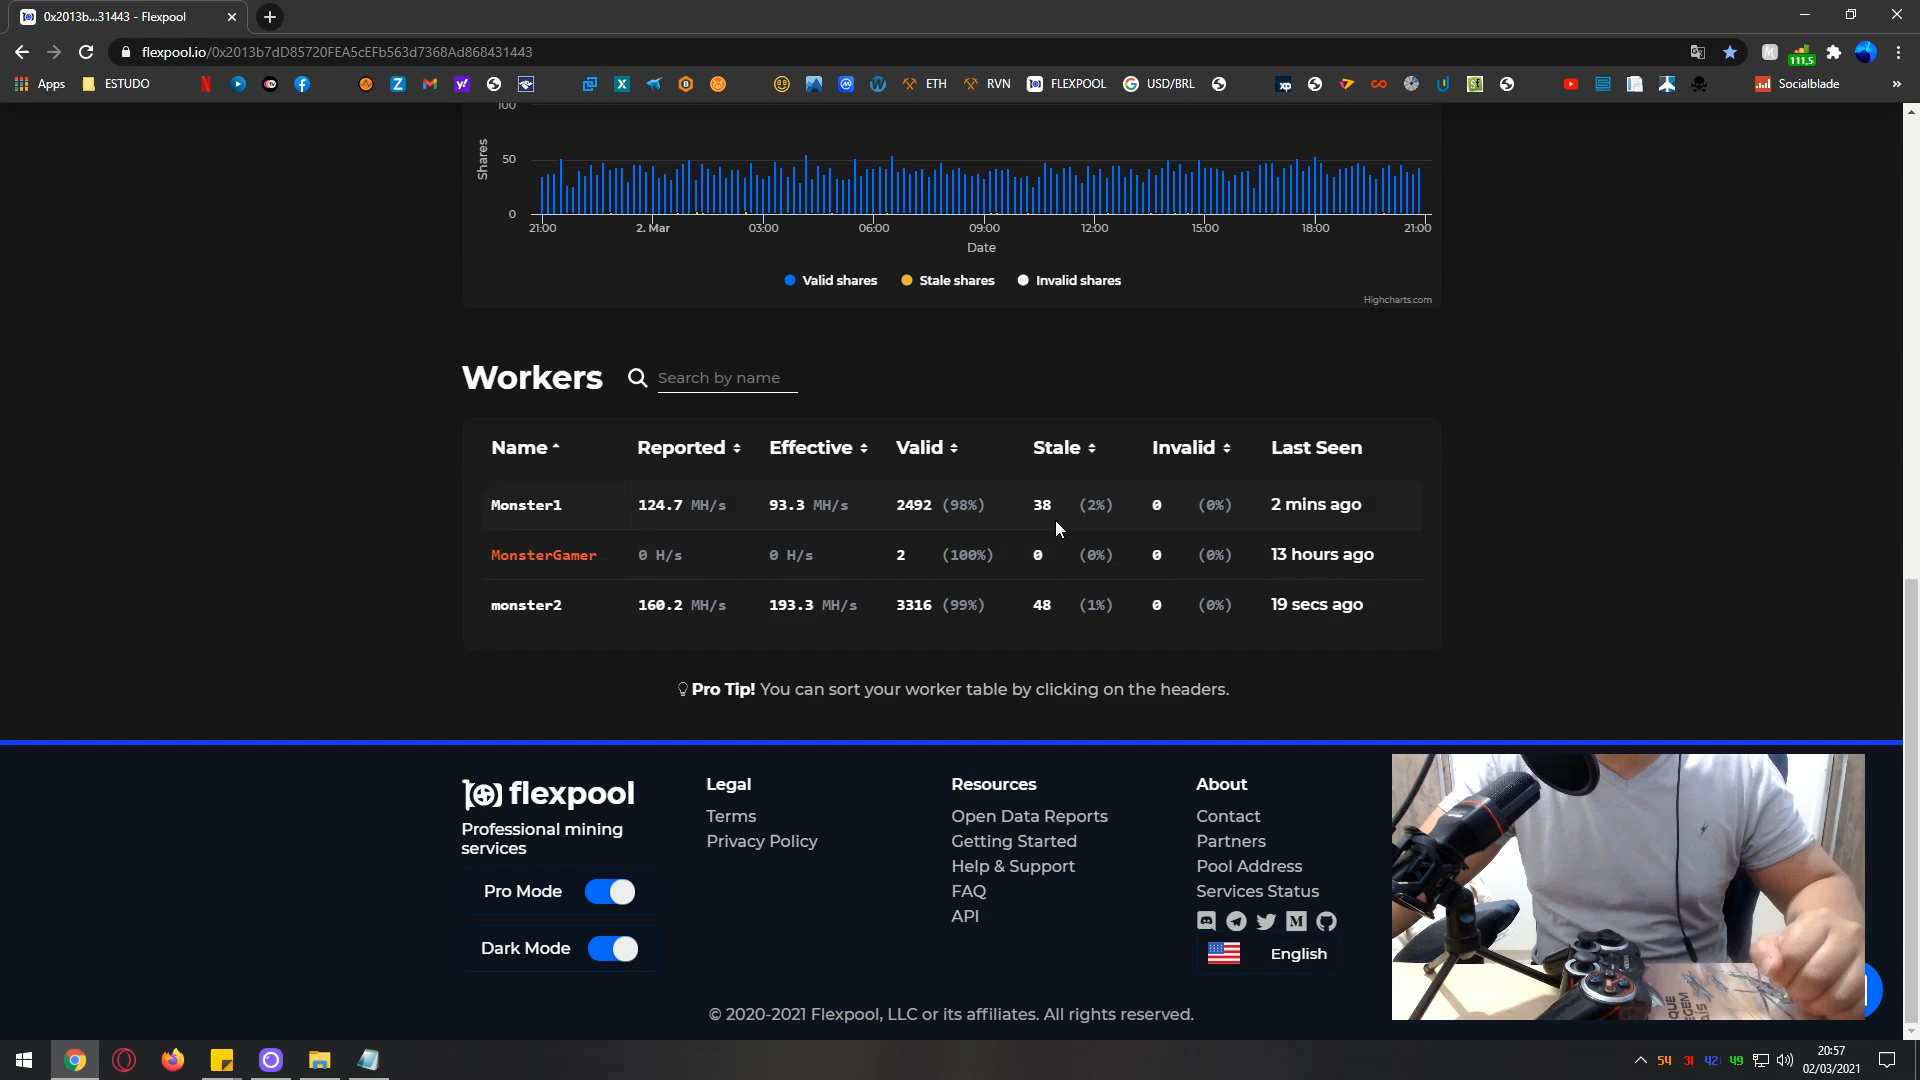 0x2013b...31443 - Flexpool
flexpool.io/0x2013b7dD85720FEA5cEFb563d7368Ad868431443
111,5
Apps
ESTUDO
ETH
RVN
FLEXPOOL
USD/BRL
Socialblade
100
Shares
50
0
21:00
2. Mar
03:00
06:00
09:00
12:00
15:00
18:00
21:00
Date
Valid shares
Stale shares
Invalid shares
Highcharts.com
Workers
Search by name
Name Reported Effective Valid Stale Invalid Last Seen
Monster1 124.7 MH/s 93.3 MH/s 2492 (98%) 38 (2%) 0 (0%) 2 mins ago
MonsterGamer 0 H/s 0 H/s 2 (100%) 0 (0%) 0 (0%) 13 hours ago
monster2 160.2 MH/s 193.3 MH/s 3316 (99%) 48 (1%) 0 (0%) 19 secs ago
Pro Tip! You can sort your worker table by clicking on the headers.
flexpool
Professional mining
services
Pro Mode
Dark Mode
Legal
Terms
Privacy Policy
Resources
Open Data Reports
Getting Started
Help & Support
FAQ
API
About
Contact
Partners
Pool Address
Services Status
English
© 2020-2021 Flexpool, LLC or its affiliates. All rights reserved.
QUE
54 31 42 49
20:57
02/03/2021